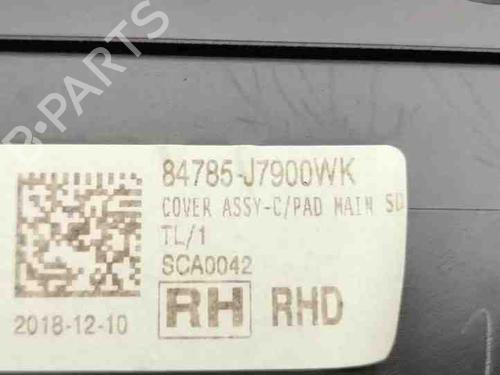 84785-J7900WK
COVER ASSY-C/PAD MAIN SD
TL/1
SCA0042
RH RHD
2018-12-10
B-Parts